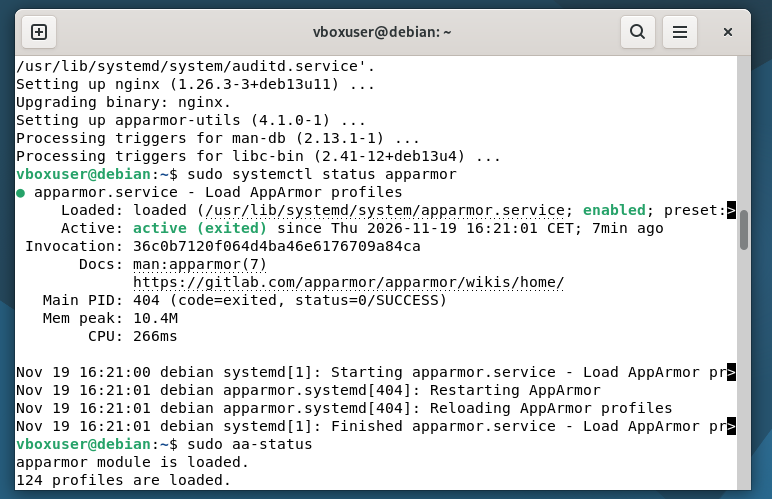 vboxuser@debian: ~
/usr/lib/systemd/system/auditd.service'.
Setting up nginx (1.26.3-3+deb13u11) ...
Upgrading binary: nginx.
Setting up apparmor-utils (4.1.0-1) ...
Processing triggers for man-db (2.13.1-1) ...
Processing triggers for libc-bin (2.41-12+deb13u4) ...
vboxuser@debian:~$ sudo systemctl status apparmor
● apparmor.service - Load AppArmor profiles
     Loaded: loaded (/usr/lib/systemd/system/apparmor.service; enabled; preset:>
     Active: active (exited) since Thu 2026-11-19 16:21:01 CET; 7min ago
 Invocation: 36c0b7120f064d4ba46e6176709a84ca
       Docs: man:apparmor(7)
             https://gitlab.com/apparmor/apparmor/wikis/home/
   Main PID: 404 (code=exited, status=0/SUCCESS)
   Mem peak: 10.4M
        CPU: 266ms

Nov 19 16:21:00 debian systemd[1]: Starting apparmor.service - Load AppArmor pr>
Nov 19 16:21:01 debian apparmor.systemd[404]: Restarting AppArmor
Nov 19 16:21:01 debian apparmor.systemd[404]: Reloading AppArmor profiles
Nov 19 16:21:01 debian systemd[1]: Finished apparmor.service - Load AppArmor pr>
vboxuser@debian:~$ sudo aa-status
apparmor module is loaded.
124 profiles are loaded.